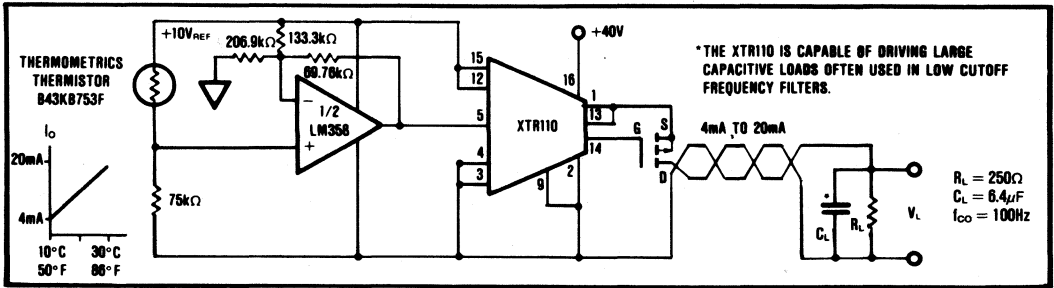 +10VREF
206.9kΩ
133.3kΩ
69.76kΩ
THERMOMETRICS
THERMISTOR
B43KB753F
IO
20mA
4mA
10°C
30°C
50°F
86°F
75kΩ
−
+
1/2
LM358
15
12
5
4
3
XTR110
16
1
13
14
9
2
+40V
G
S
D
4mA TO 20mA
*THE XTR110 IS CAPABLE OF DRIVING LARGE
CAPACITIVE LOADS OFTEN USED IN LOW CUTOFF
FREQUENCY FILTERS.
*
CL
RL
VL
RL = 250Ω
CL = 6.4μF
fCO = 100Hz